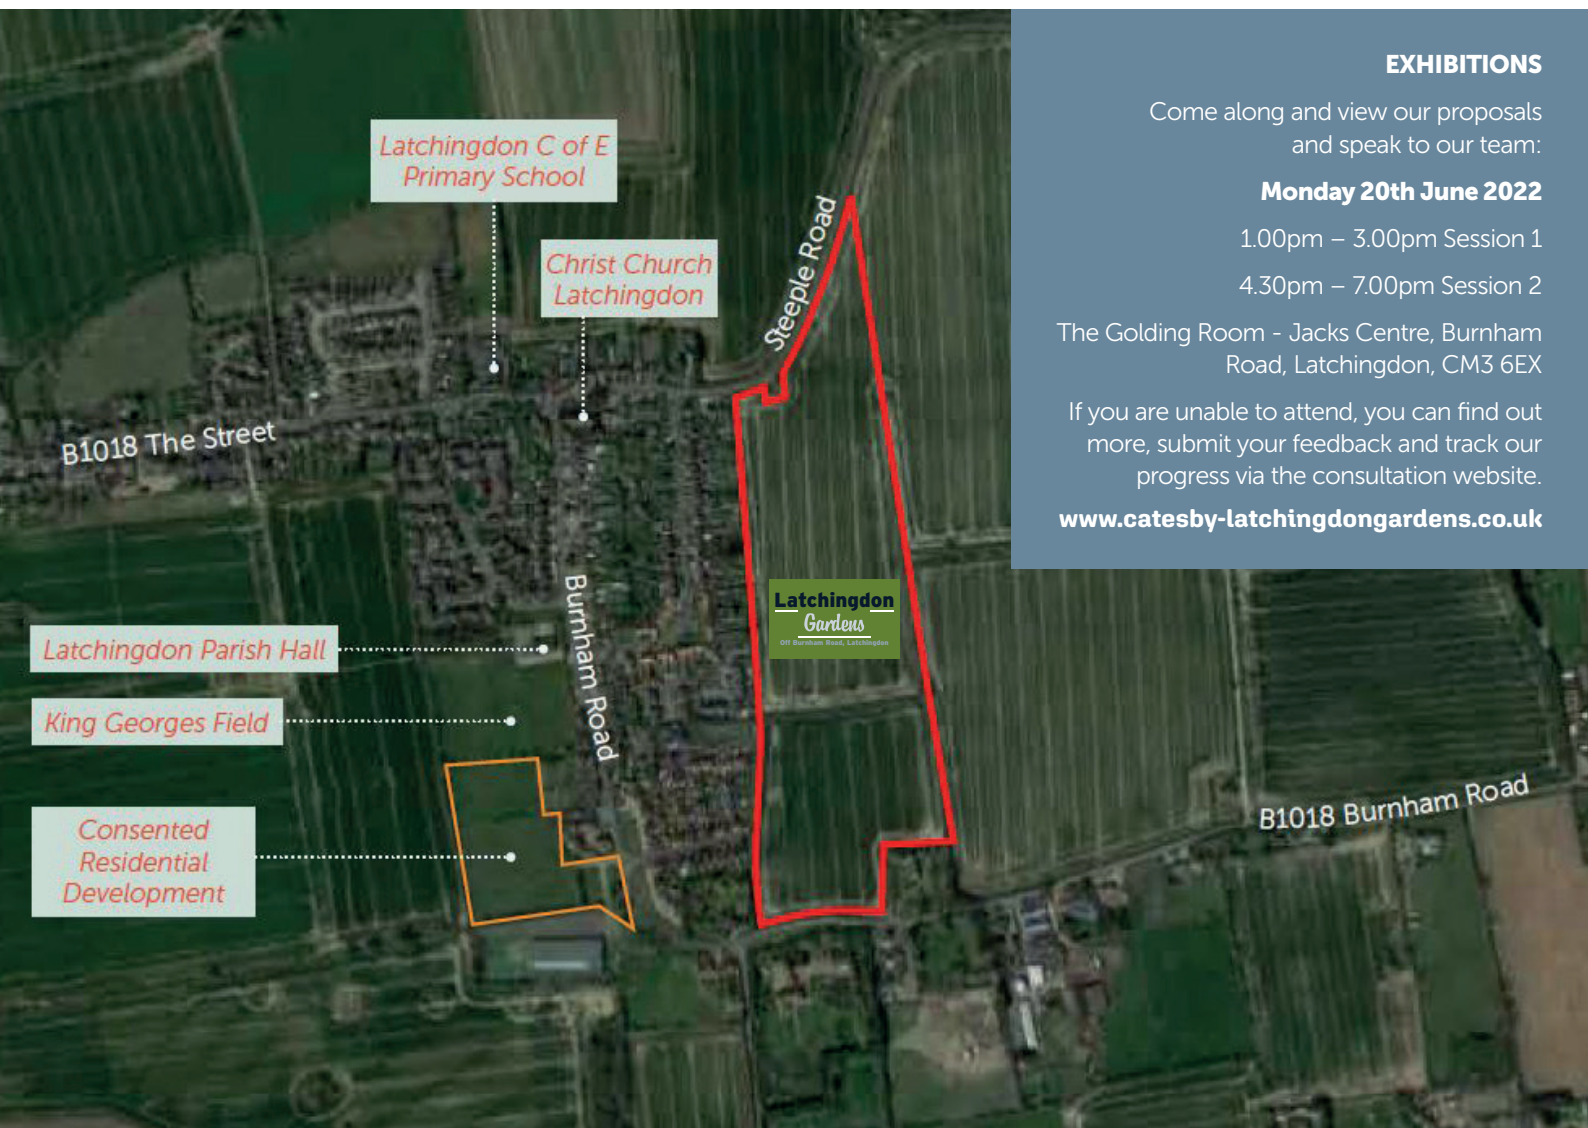 EXHIBITIONS
Come along and view our proposals
and speak to our team:
Monday 20th June 2022
1.00pm – 3.00pm Session 1
4.30pm – 7.00pm Session 2
The Golding Room - Jacks Centre, Burnham
Road, Latchingdon, CM3 6EX
If you are unable to attend, you can find out
more, submit your feedback and track our
progress via the consultation website.
www.catesby-latchingdongardens.co.uk
Latchingdon C of E
Primary School
Christ Church
Latchingdon
Steeple Road
B1018 The Street
Burnham Road
Latchingdon
Gardens
Off Burnham Road, Latchingdon
Latchingdon Parish Hall
King Georges Field
Consented
Residential
Development
B1018 Burnham Road